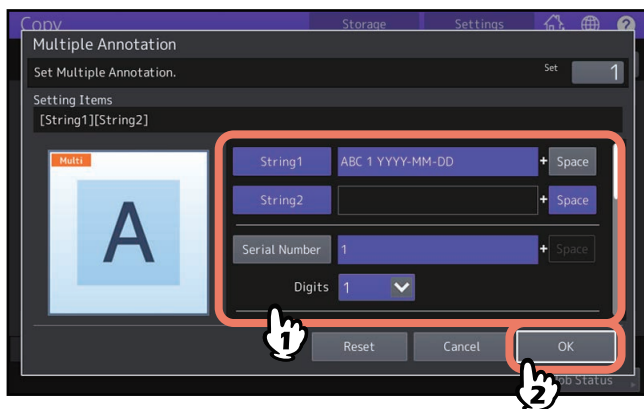 Copy Storage Settings
Multiple Annotation
Set Multiple Annotation. Set 1
Setting Items
[String1][String2]
Multi
A
String1 ABC 1 YYYY-MM-DD + Space
String2 + Space
Serial Number 1 + Space
Digits 1
1
Reset Cancel OK
2
Job Status